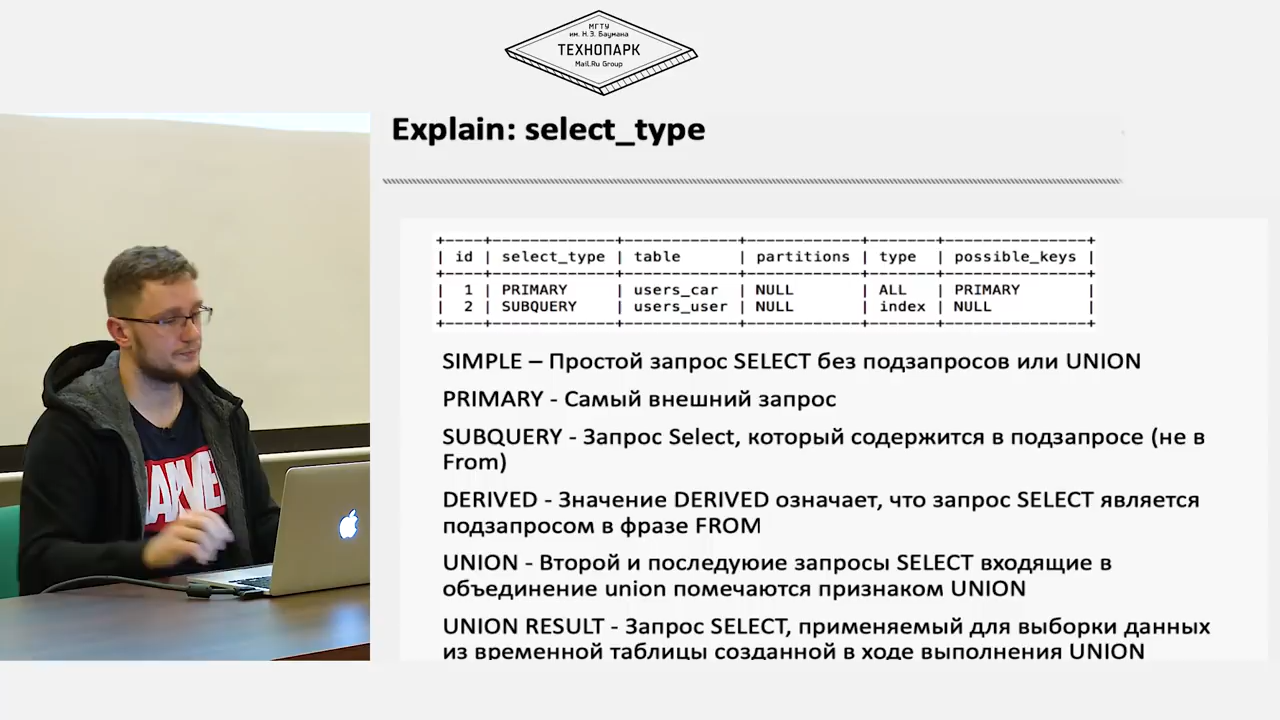 МГТУ
им. Н.Э. Баумана
ТЕХНОПАРК
Mail.Ru Group
Explain: select_type
+----+-------------+------------+------------+-------+---------------+
| id | select_type | table | partitions | type | possible_keys |
+----+-------------+------------+------------+-------+---------------+
| 1 | PRIMARY | users_car | NULL | ALL | PRIMARY |
| 2 | SUBQUERY | users_user | NULL | index | NULL |
+----+-------------+------------+------------+-------+---------------+
SIMPLE – Простой запрос SELECT без подзапросов или UNION
PRIMARY - Самый внешний запрос
SUBQUERY - Запрос Select, который содержится в подзапросе (не в
From)
DERIVED - Значение DERIVED означает, что запрос SELECT является
подзапросом в фразе FROM
UNION - Второй и последуюие запросы SELECT входящие в
объединение union помечаются признаком UNION
UNION RESULT - Запрос SELECT, применяемый для выборки данных
из временной таблицы созданной в ходе выполнения UNION
MARVEL